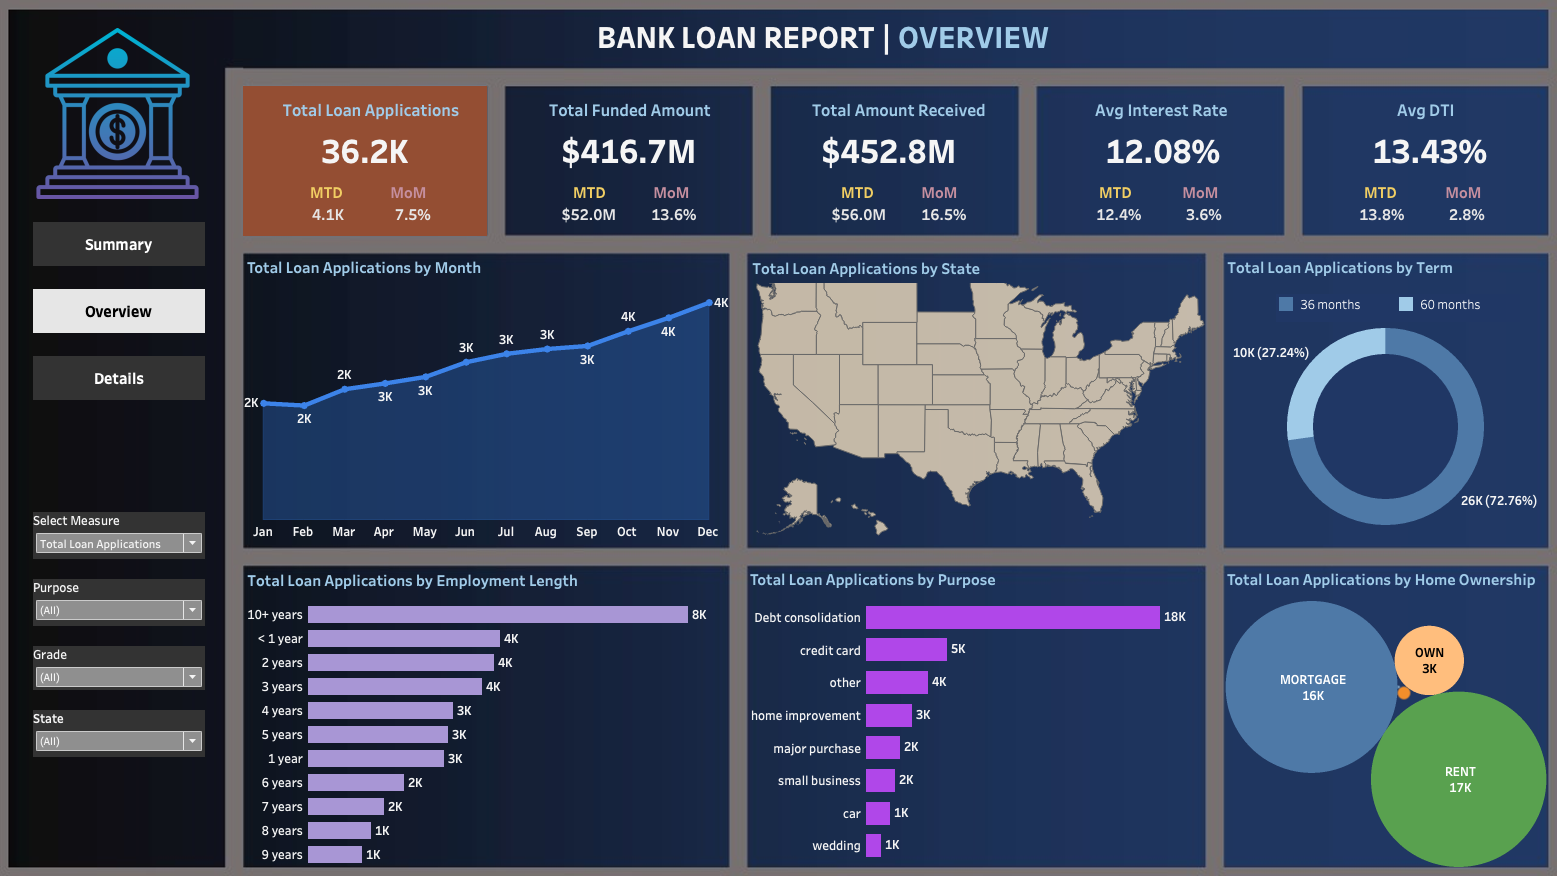 BANK LOAN REPORT | OVERVIEW
$
Summary
Overview
Details
Select Measure
Total Loan Applications
Purpose
(All)
Grade
(All)
State
(All)
Total Loan Applications
36.2K
MTD MoM
4.1K 7.5%
Total Funded Amount
$416.7M
MTD MoM
$52.0M 13.6%
Total Amount Received
$452.8M
MTD MoM
$56.0M 16.5%
Avg Interest Rate
12.08%
MTD MoM
12.4% 3.6%
Avg DTI
13.43%
MTD MoM
13.8% 2.8%
Total Loan Applications by Month
2K
2K
2K
3K
3K
3K
3K
3K
3K
4K
4K
4K
Jan Feb Mar Apr May Jun Jul Aug Sep Oct Nov Dec
Total Loan Applications by State
Total Loan Applications by Term
36 months 60 months
10K (27.24%)
26K (72.76%)
Total Loan Applications by Employment Length
10+ years 8K
< 1 year 4K
2 years 4K
3 years 4K
4 years 3K
5 years 3K
1 year 3K
6 years 2K
7 years 2K
8 years 1K
9 years 1K
Total Loan Applications by Purpose
Debt consolidation 18K
credit card 5K
other 4K
home improvement 3K
major purchase 2K
small business 2K
car 1K
wedding 1K
Total Loan Applications by Home Ownership
OWN
3K
MORTGAGE
16K
RENT
17K